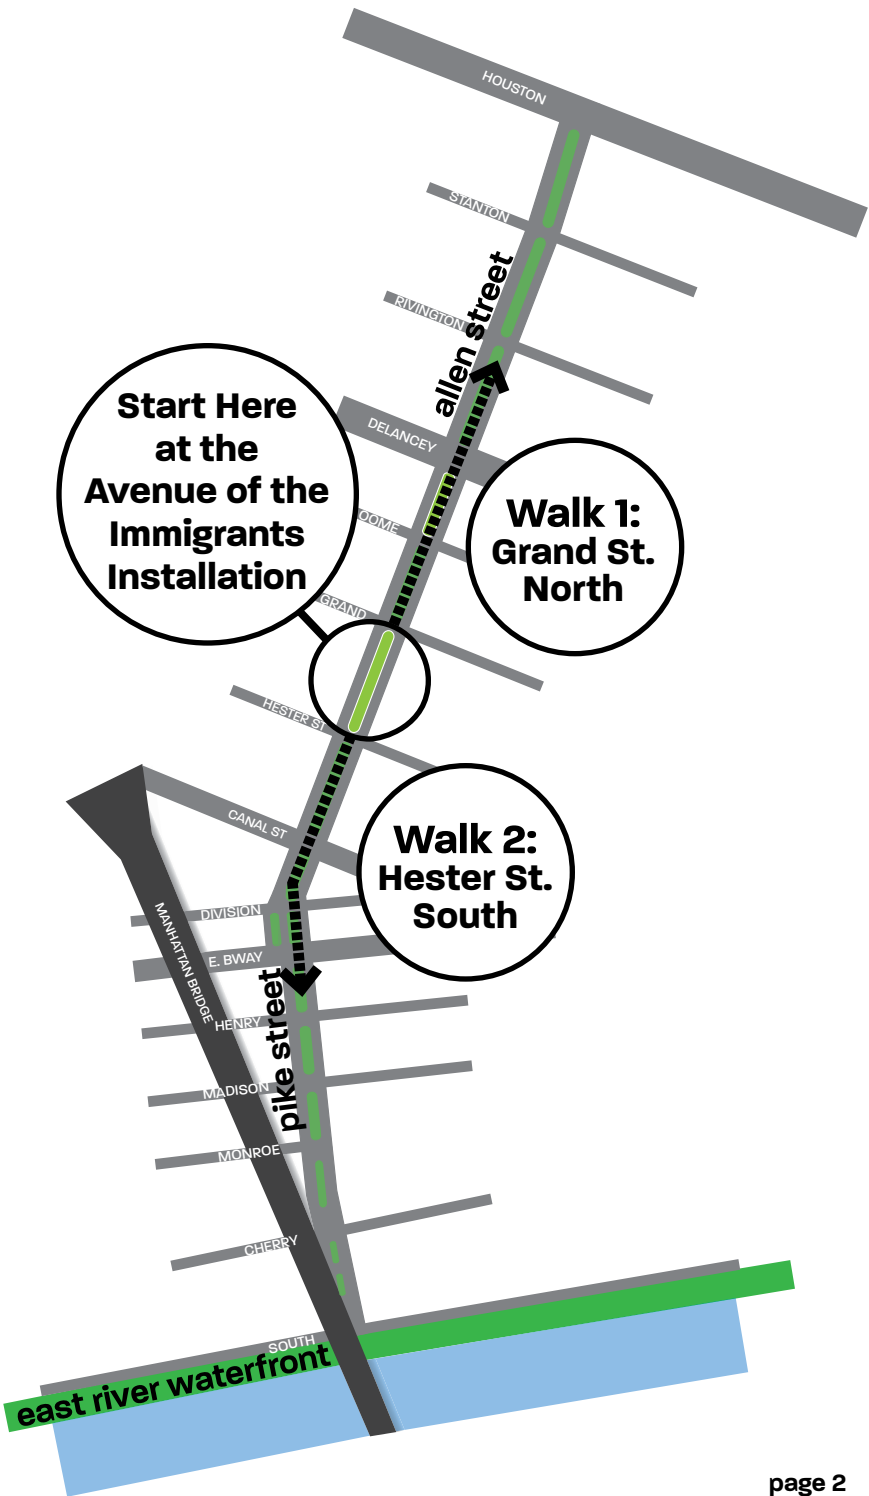 HOUSTON
STANTON
allen street
RIVINGTON
Start Here
at the
Avenue of the
Immigrants
Installation
DELANCEY
Walk 1:
Grand St.
North
OOME
GRAND
HESTER ST
CANAL ST
Walk 2:
Hester St.
South
MANHATTAN BRIDGE
DIVISION
E. BWAY
pike street
HENRY
MADISON
MONROE
CHERRY
SOUTH
east river waterfront
page 2